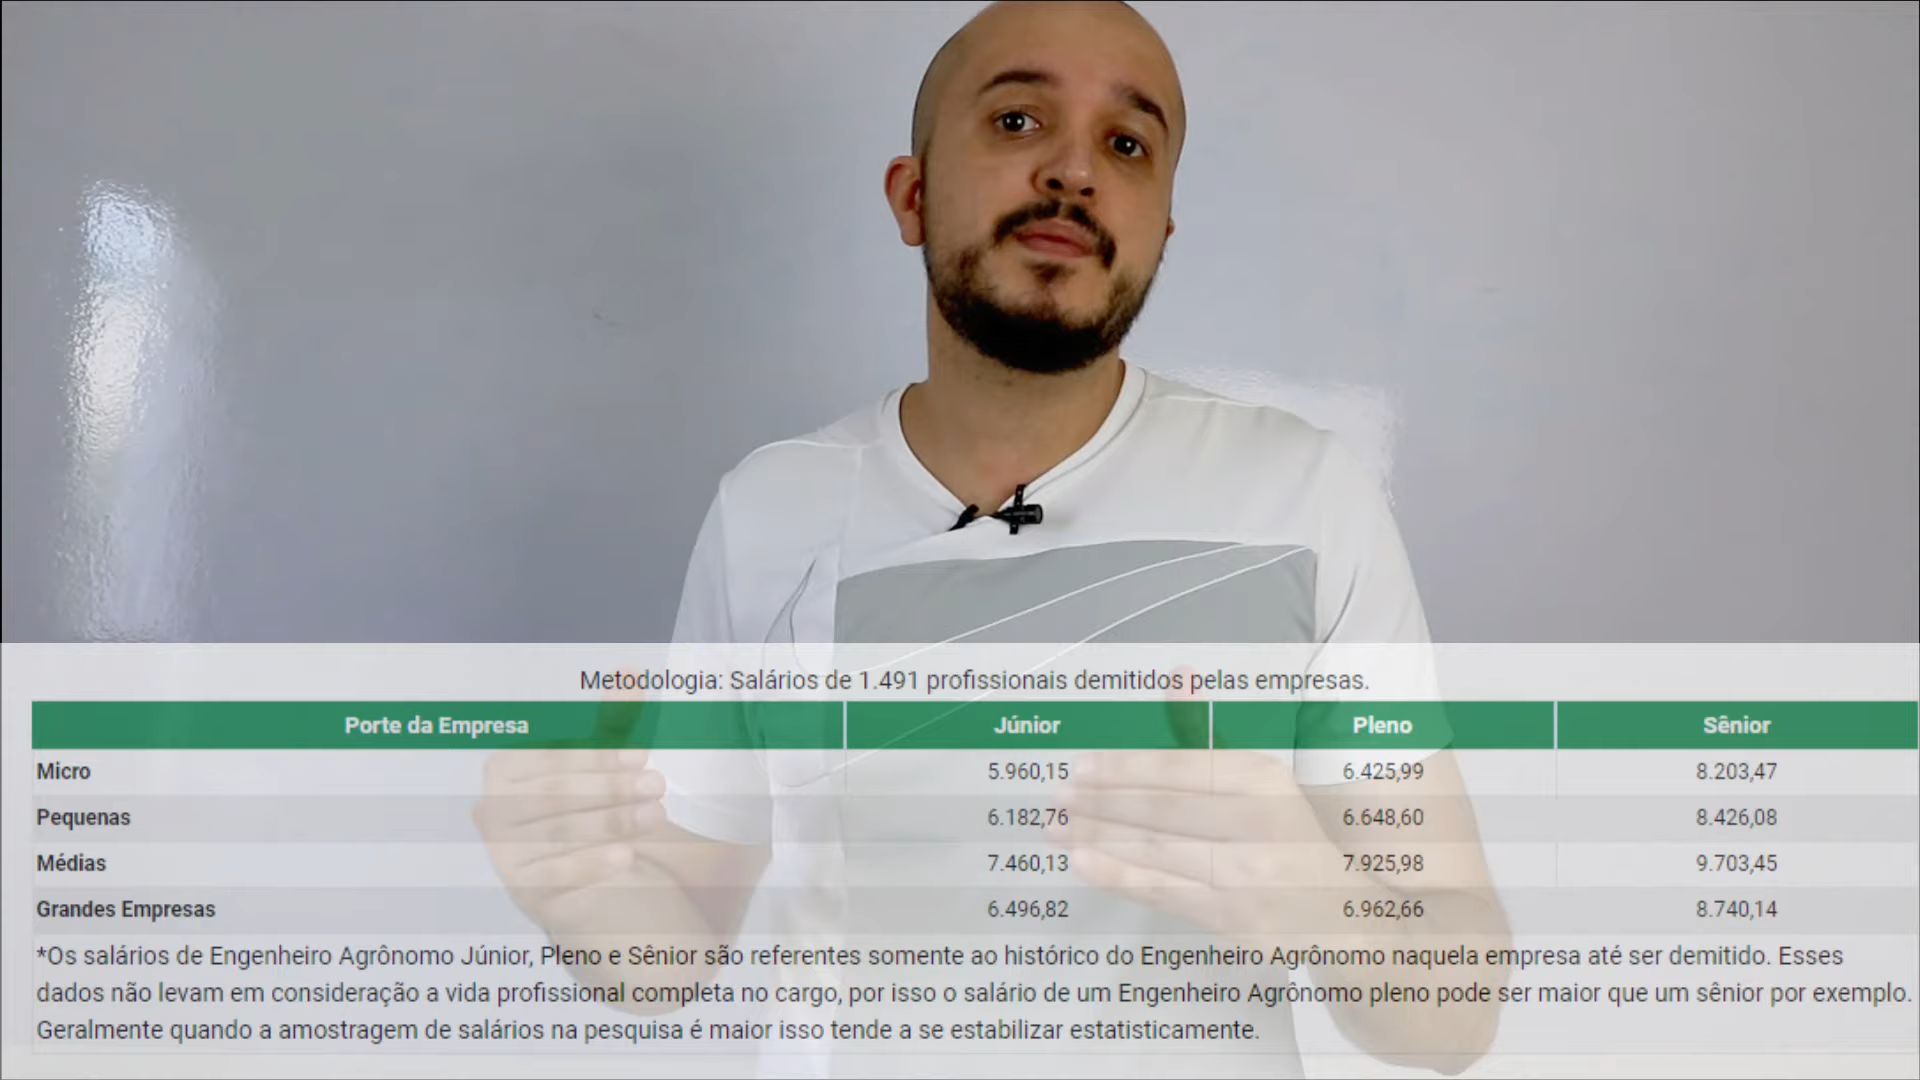 Metodologia: Salários de 1.491 profissionais demitidos pelas empresas.
Porte da Empresa Júnior Pleno Sênior
Micro 5.960,15 6.425,99 8.203,47
Pequenas 6.182,76 6.648,60 8.426,08
Médias 7.460,13 7.925,98 9.703,45
Grandes Empresas 6.496,82 6.962,66 8.740,14
*Os salários de Engenheiro Agrônomo Júnior, Pleno e Sênior são referentes somente ao histórico do Engenheiro Agrônomo naquela empresa até ser demitido. Esses
dados não levam em consideração a vida profissional completa no cargo, por isso o salário de um Engenheiro Agrônomo pleno pode ser maior que um sênior por exemplo.
Geralmente quando a amostragem de salários na pesquisa é maior isso tende a se estabilizar estatisticamente.